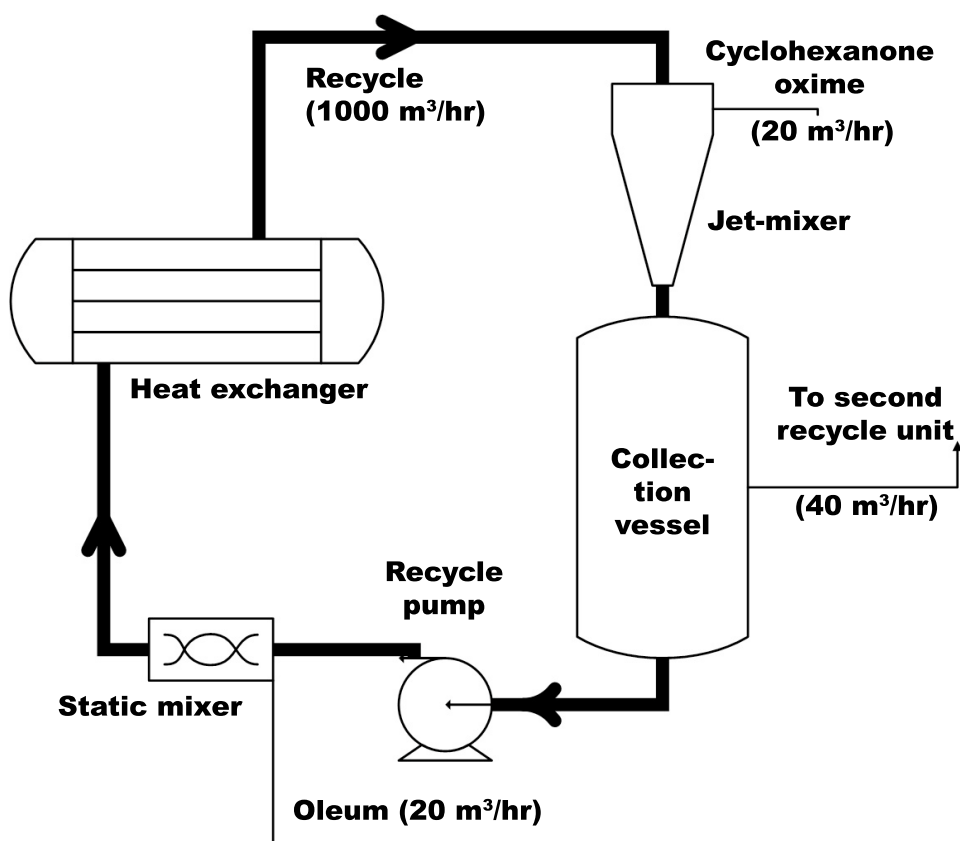 Recycle
(1000 m³/hr)
Cyclohexanone
oxime
(20 m³/hr)
Jet-mixer
Heat exchanger
To second
recycle unit
(40 m³/hr)
Collec-
tion
vessel
Recycle
pump
Static mixer
Oleum (20 m³/hr)